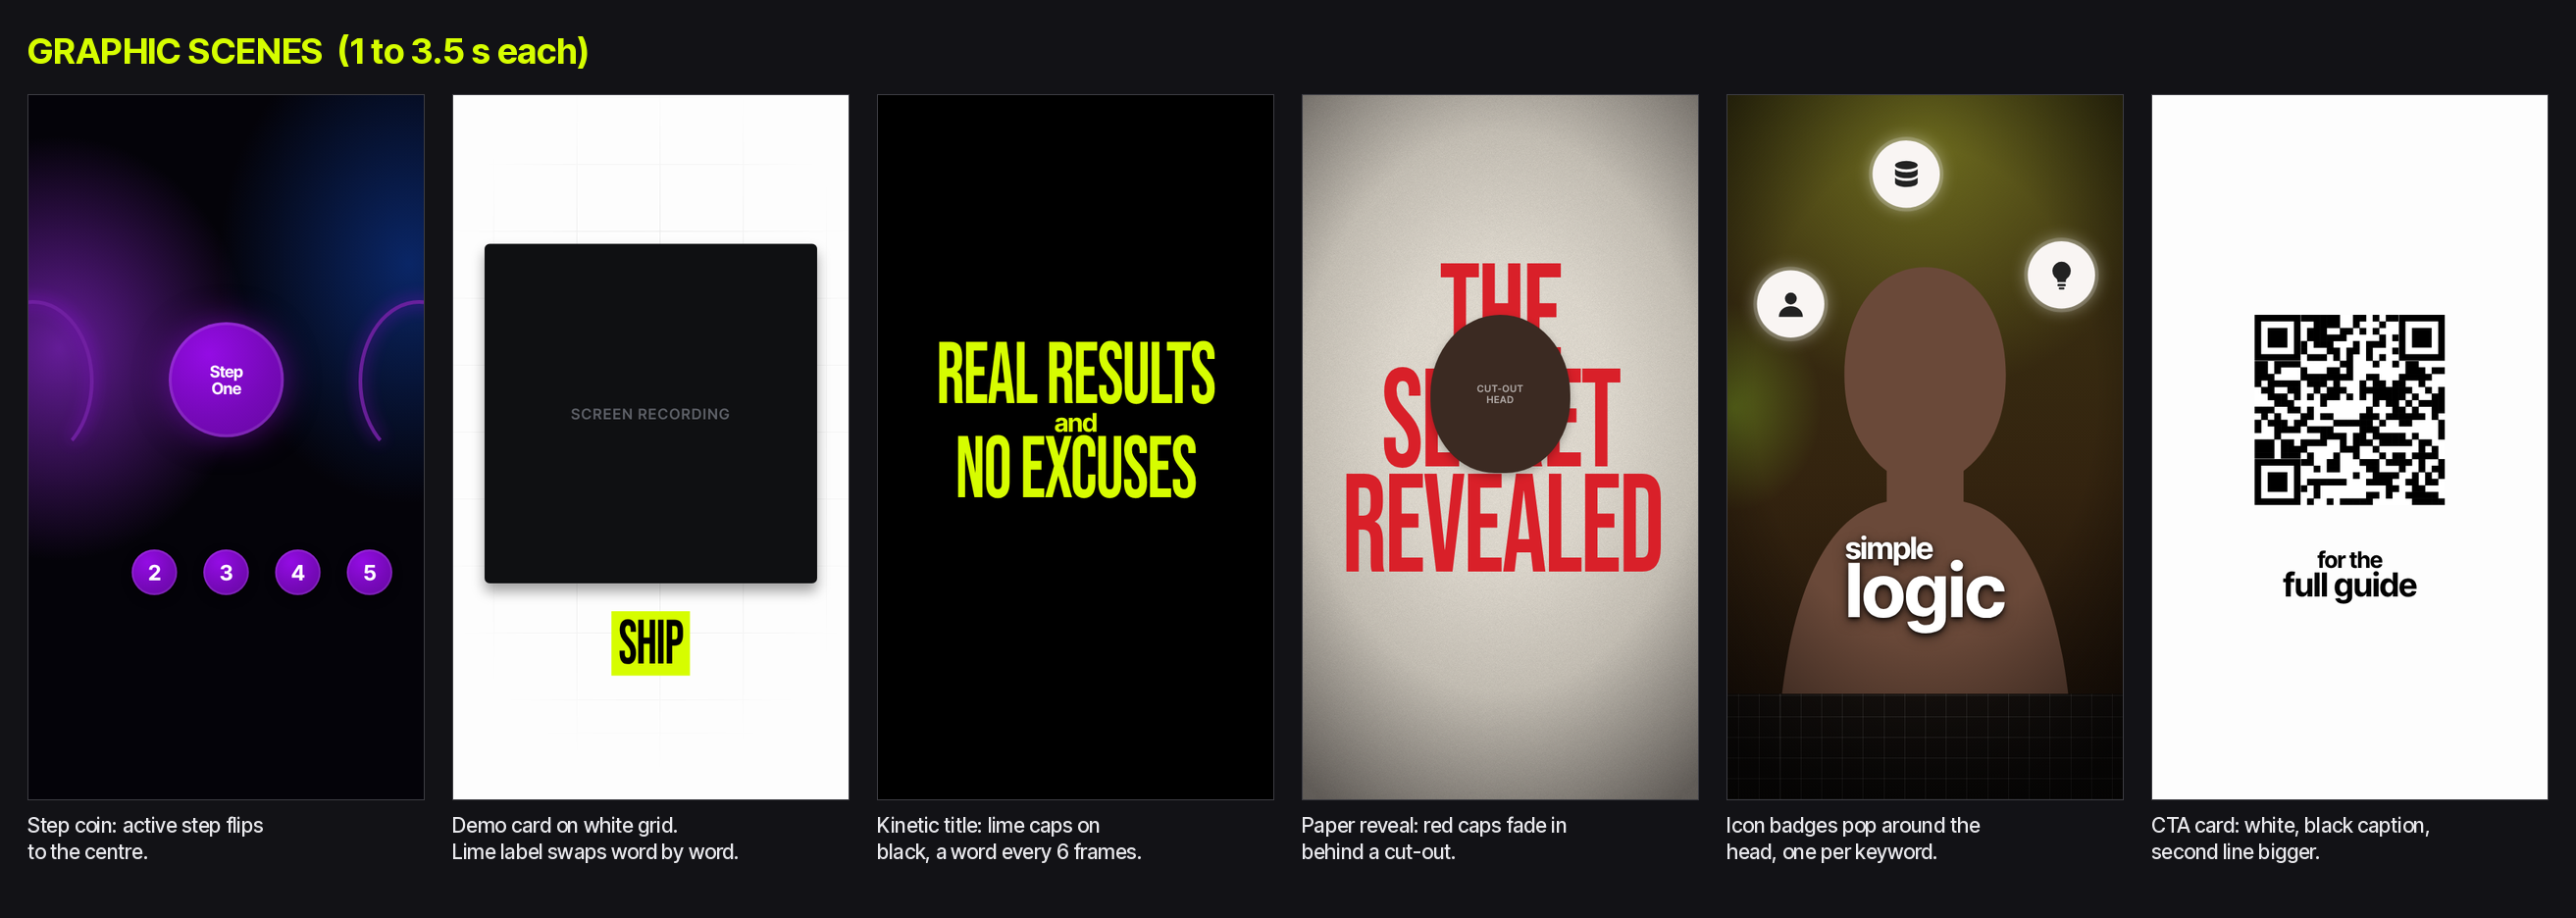 GRAPHIC SCENES (1 to 3.5 s each)
Step
One
2 3 4 5
Step coin: active step flips
to the centre.
SCREEN RECORDING
SHIP
Demo card on white grid.
Lime label swaps word by word.
REAL RESULTS
and
NO EXCUSES
Kinetic title: lime caps on
black, a word every 6 frames.
THE
CUT-OUT
HEAD
REVEALED
Paper reveal: red caps fade in
behind a cut-out.
simple
logic
Icon badges pop around the
head, one per keyword.
for the
full guide
CTA card: white, black caption,
second line bigger.